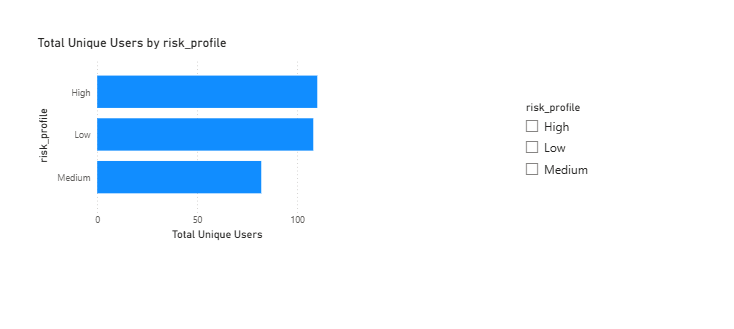 Total Unique Users by risk_profile
risk_profile
High
Low
Medium
0 50 100
Total Unique Users
risk_profile
High
Low
Medium